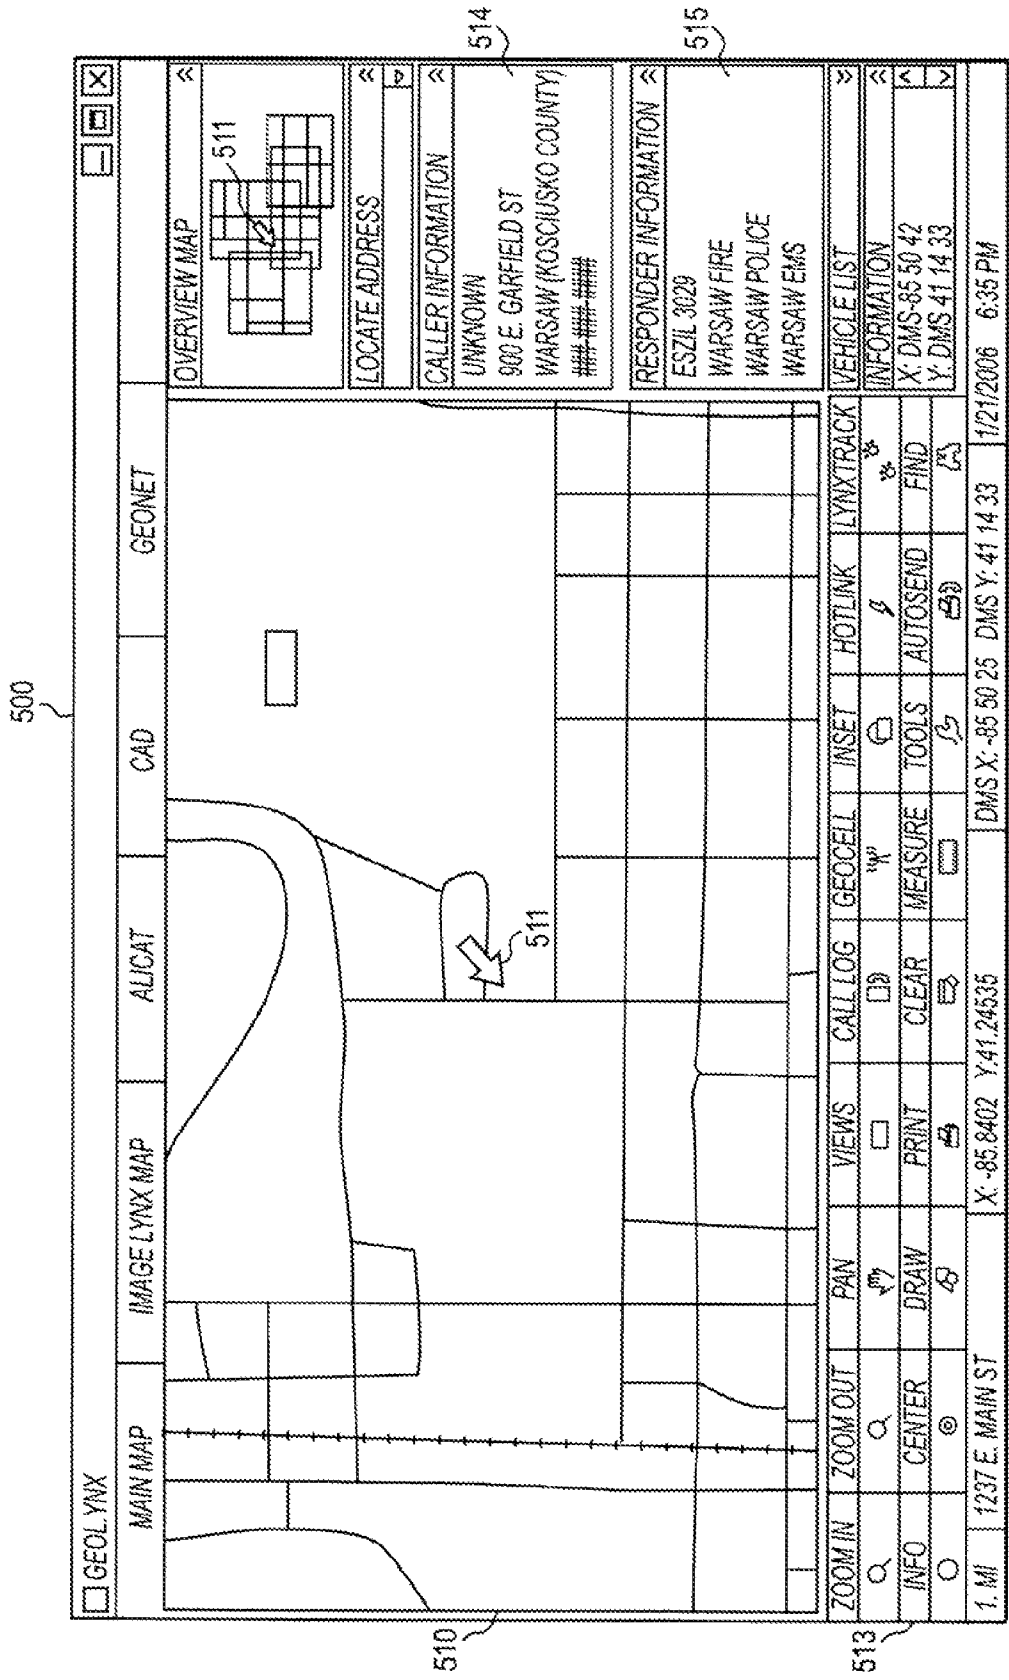 500
GEOLYNX
MAIN MAP IMAGE LYNX MAP ALICAT CAD GEONET
OVERVIEW MAP
511
LOCATE ADDRESS
CALLER INFORMATION
514
UNKNOWN
900 E. GARFIELD ST
WARSAW (KOSCIUSKO COUNTY)
###-###-####
RESPONDER INFORMATION
515
ESZIL 3029
WARSAW FIRE
WARSAW POLICE
WARSAW EMS
VEHICLE LIST
INFORMATION
X: DMS-85 50 42
Y: DMS 41 14 33
511
510
ZOOM IN ZOOM OUT PAN VIEWS CALL LOG GEOCELL INSET HOTLINK LYNXTRACK
INFO CENTER DRAW PRINT CLEAR MEASURE TOOLS AUTOSEND FIND
513
1. MI 1237 E. MAIN ST X: -85.8402 Y:41.24535 DMS X: -85 50 25 DMS Y: 41 14 33 1/21/2006 6:35 PM